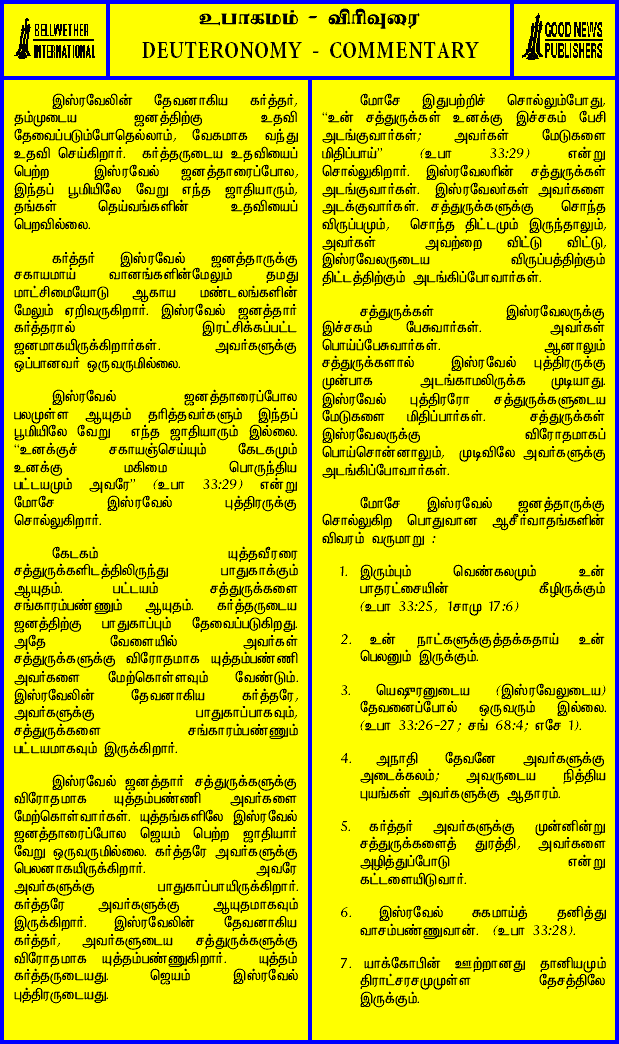 உபாகமம் - விரிவுரை
BELLWETHER
INTERNATIONAL
DEUTERONOMY - COMMENTARY
GOOD NEWS
PUBLISHERS
இஸ்ரவேலின் தேவனாகிய கர்த்தர்,
தம்முடைய ஜனத்திற்கு உதவி
தேவைப்படும்போதெல்லாம், வேகமாக வந்து
உதவி செய்கிறார். கர்த்தருடைய உதவியைப்
பெற்ற இஸ்ரவேல் ஜனத்தாரைப்போல,
இந்தப் பூமியிலே வேறு எந்த ஜாதியாரும்,
தங்கள் தெய்வங்களின் உதவியைப்
பெறவில்லை.
கர்த்தர் இஸ்ரவேல் ஜனத்தாருக்கு
சகாயமாய் வானங்களின்மேலும் தமது
மாட்சிமையோடு ஆகாய மண்டலங்களின்
மேலும் ஏறிவருகிறார். இஸ்ரவேல் ஜனத்தார்
கர்த்தரால் இரட்சிக்கப்பட்ட
ஜனமாகயிருக்கிறார்கள். அவர்களுக்கு
ஒப்பானவர் ஒருவருமில்லை.
இஸ்ரவேல் ஜனத்தாரைப்போல
பலமுள்ள ஆயுதம் தரித்தவர்களும் இந்தப்
பூமியிலே வேறு எந்த ஜாதியாரும் இல்லை.
“உனக்குச் சகாயஞ்செய்யும் கேடகமும்
உனக்கு மகிமை பொருந்திய
பட்டயமும் அவரே” (உபா 33:29) என்று
மோசே இஸ்ரவேல் புத்திரருக்கு
சொல்லுகிறார்.
கேடகம் யுத்தவீரரை
சத்துருக்களிடத்திலிருந்து பாதுகாக்கும்
ஆயுதம். பட்டயம் சத்துருக்களை
சங்காரம்பண்ணும் ஆயுதம். கர்த்தருடைய
ஜனத்திற்கு பாதுகாப்பும் தேவைப்படுகிறது.
அதே வேளையில் அவர்கள்
சத்துருக்களுக்கு விரோதமாக யுத்தம்பண்ணி
அவர்களை மேற்கொள்ளவும் வேண்டும்.
இஸ்ரவேலின் தேவனாகிய கர்த்தரே,
அவர்களுக்கு பாதுகாப்பாகவும்,
சத்துருக்களை சங்காரம்பண்ணும்
பட்டயமாகவும் இருக்கிறார்.
இஸ்ரவேல் ஜனத்தார் சத்துருக்களுக்கு
விரோதமாக யுத்தம்பண்ணி அவர்களை
மேற்கொள்வார்கள். யுத்தங்களிலே இஸ்ரவேல்
ஜனத்தாரைப்போல ஜெயம் பெற்ற ஜாதியார்
வேறு ஒருவருமில்லை. கர்த்தரே அவர்களுக்கு
பெலனாகயிருக்கிறார். அவரே
அவர்களுக்கு பாதுகாப்பாயிருக்கிறார்.
கர்த்தரே அவர்களுக்கு ஆயுதமாகவும்
இருக்கிறார். இஸ்ரவேலின் தேவனாகிய
கர்த்தர், அவர்களுடைய சத்துருக்களுக்கு
விரோதமாக யுத்தம்பண்ணுகிறார். யுத்தம்
கர்த்தருடையது. ஜெயம் இஸ்ரவேல்
புத்திரருடையது.
மோசே இதுபற்றிச் சொல்லும்போது,
“உன் சத்துருக்கள் உனக்கு இச்சகம் பேசி
அடங்குவார்கள்; அவர்கள் மேடுகளை
மிதிப்பாய்” (உபா 33:29) என்று
சொல்லுகிறார். இஸ்ரவேலரின் சத்துருக்கள்
அடங்குவார்கள். இஸ்ரவேலர்கள் அவர்களை
அடக்குவார்கள். சத்துருக்களுக்கு சொந்த
விருப்பமும், சொந்த திட்டமும் இருந்தாலும்,
அவர்கள் அவற்றை விட்டு விட்டு,
இஸ்ரவேலருடைய விருப்பத்திற்கும்
திட்டத்திற்கும் அடங்கிப்போவார்கள்.
சத்துருக்கள் இஸ்ரவேலருக்கு
இச்சகம் பேசுவார்கள். அவர்கள்
பொய்ப்பேசுவார்கள். ஆனாலும்
சத்துருக்களால் இஸ்ரவேல் புத்திரருக்கு
முன்பாக அடங்காமலிருக்க முடியாது.
இஸ்ரவேல் புத்திரரோ சத்துருக்களுடைய
மேடுகளை மிதிப்பார்கள். சத்துருக்கள்
இஸ்ரவேலருக்கு விரோதமாகப்
பொய்சொன்னாலும், முடிவிலே அவர்களுக்கு
அடங்கிப்போவார்கள்.
மோசே இஸ்ரவேல் ஜனத்தாருக்கு
சொல்லுகிற பொதுவான ஆசீர்வாதங்களின்
விவரம் வருமாறு :
1. இரும்பும் வெண்கலமும் உன்
பாதரட்சையின் கீழிருக்கும்
(உபா 33:25, 1சாமு 17:6)
2. உன் நாட்களுக்குத்தக்கதாய் உன்
பெலனும் இருக்கும்.
3. யெஷுரனுடைய (இஸ்ரவேலுடைய)
தேவனைப்போல் ஒருவரும் இல்லை.
(உபா 33:26-27; சங் 68:4; எசே 1).
4. அநாதி தேவனே அவர்களுக்கு
அடைக்கலம்; அவருடைய நித்திய
புயங்கள் அவர்களுக்கு ஆதாரம்.
5. கர்த்தர் அவர்களுக்கு முன்னின்று
சத்துருக்களைத் துரத்தி, அவர்களை
அழித்துப்போடு என்று
கட்டளையிடுவார்.
6. இஸ்ரவேல் சுகமாய்த் தனித்து
வாசம்பண்ணுவான். (உபா 33:28).
7. யாக்கோபின் ஊற்றானது தானியமும்
திராட்சரசமுமுள்ள தேசத்திலே
இருக்கும்.